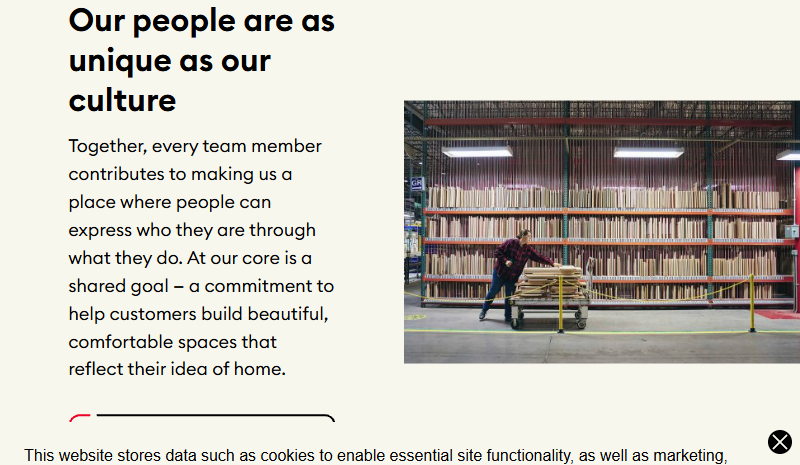 Our people are as
unique as our
culture
Together, every team member
contributes to making us a
place where people can
express who they are through
what they do. At our core is a
shared goal – a commitment to
help customers build beautiful,
comfortable spaces that
reflect their idea of home.
This website stores data such as cookies to enable essential site functionality, as well as marketing,